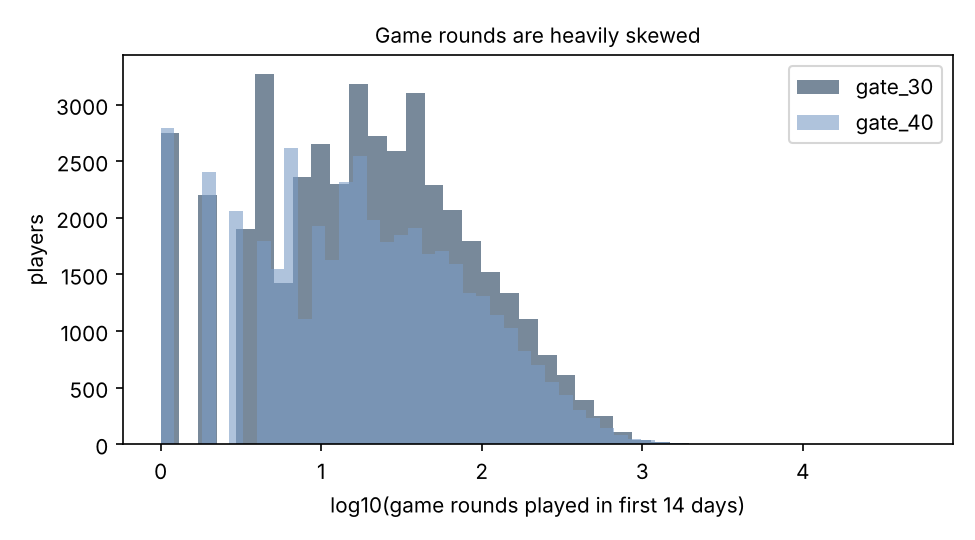 Game rounds are heavily skewed
gate_30
gate_40
players
3000
2500
2000
1500
1000
500
0
0 1 2 3 4
log10(game rounds played in first 14 days)